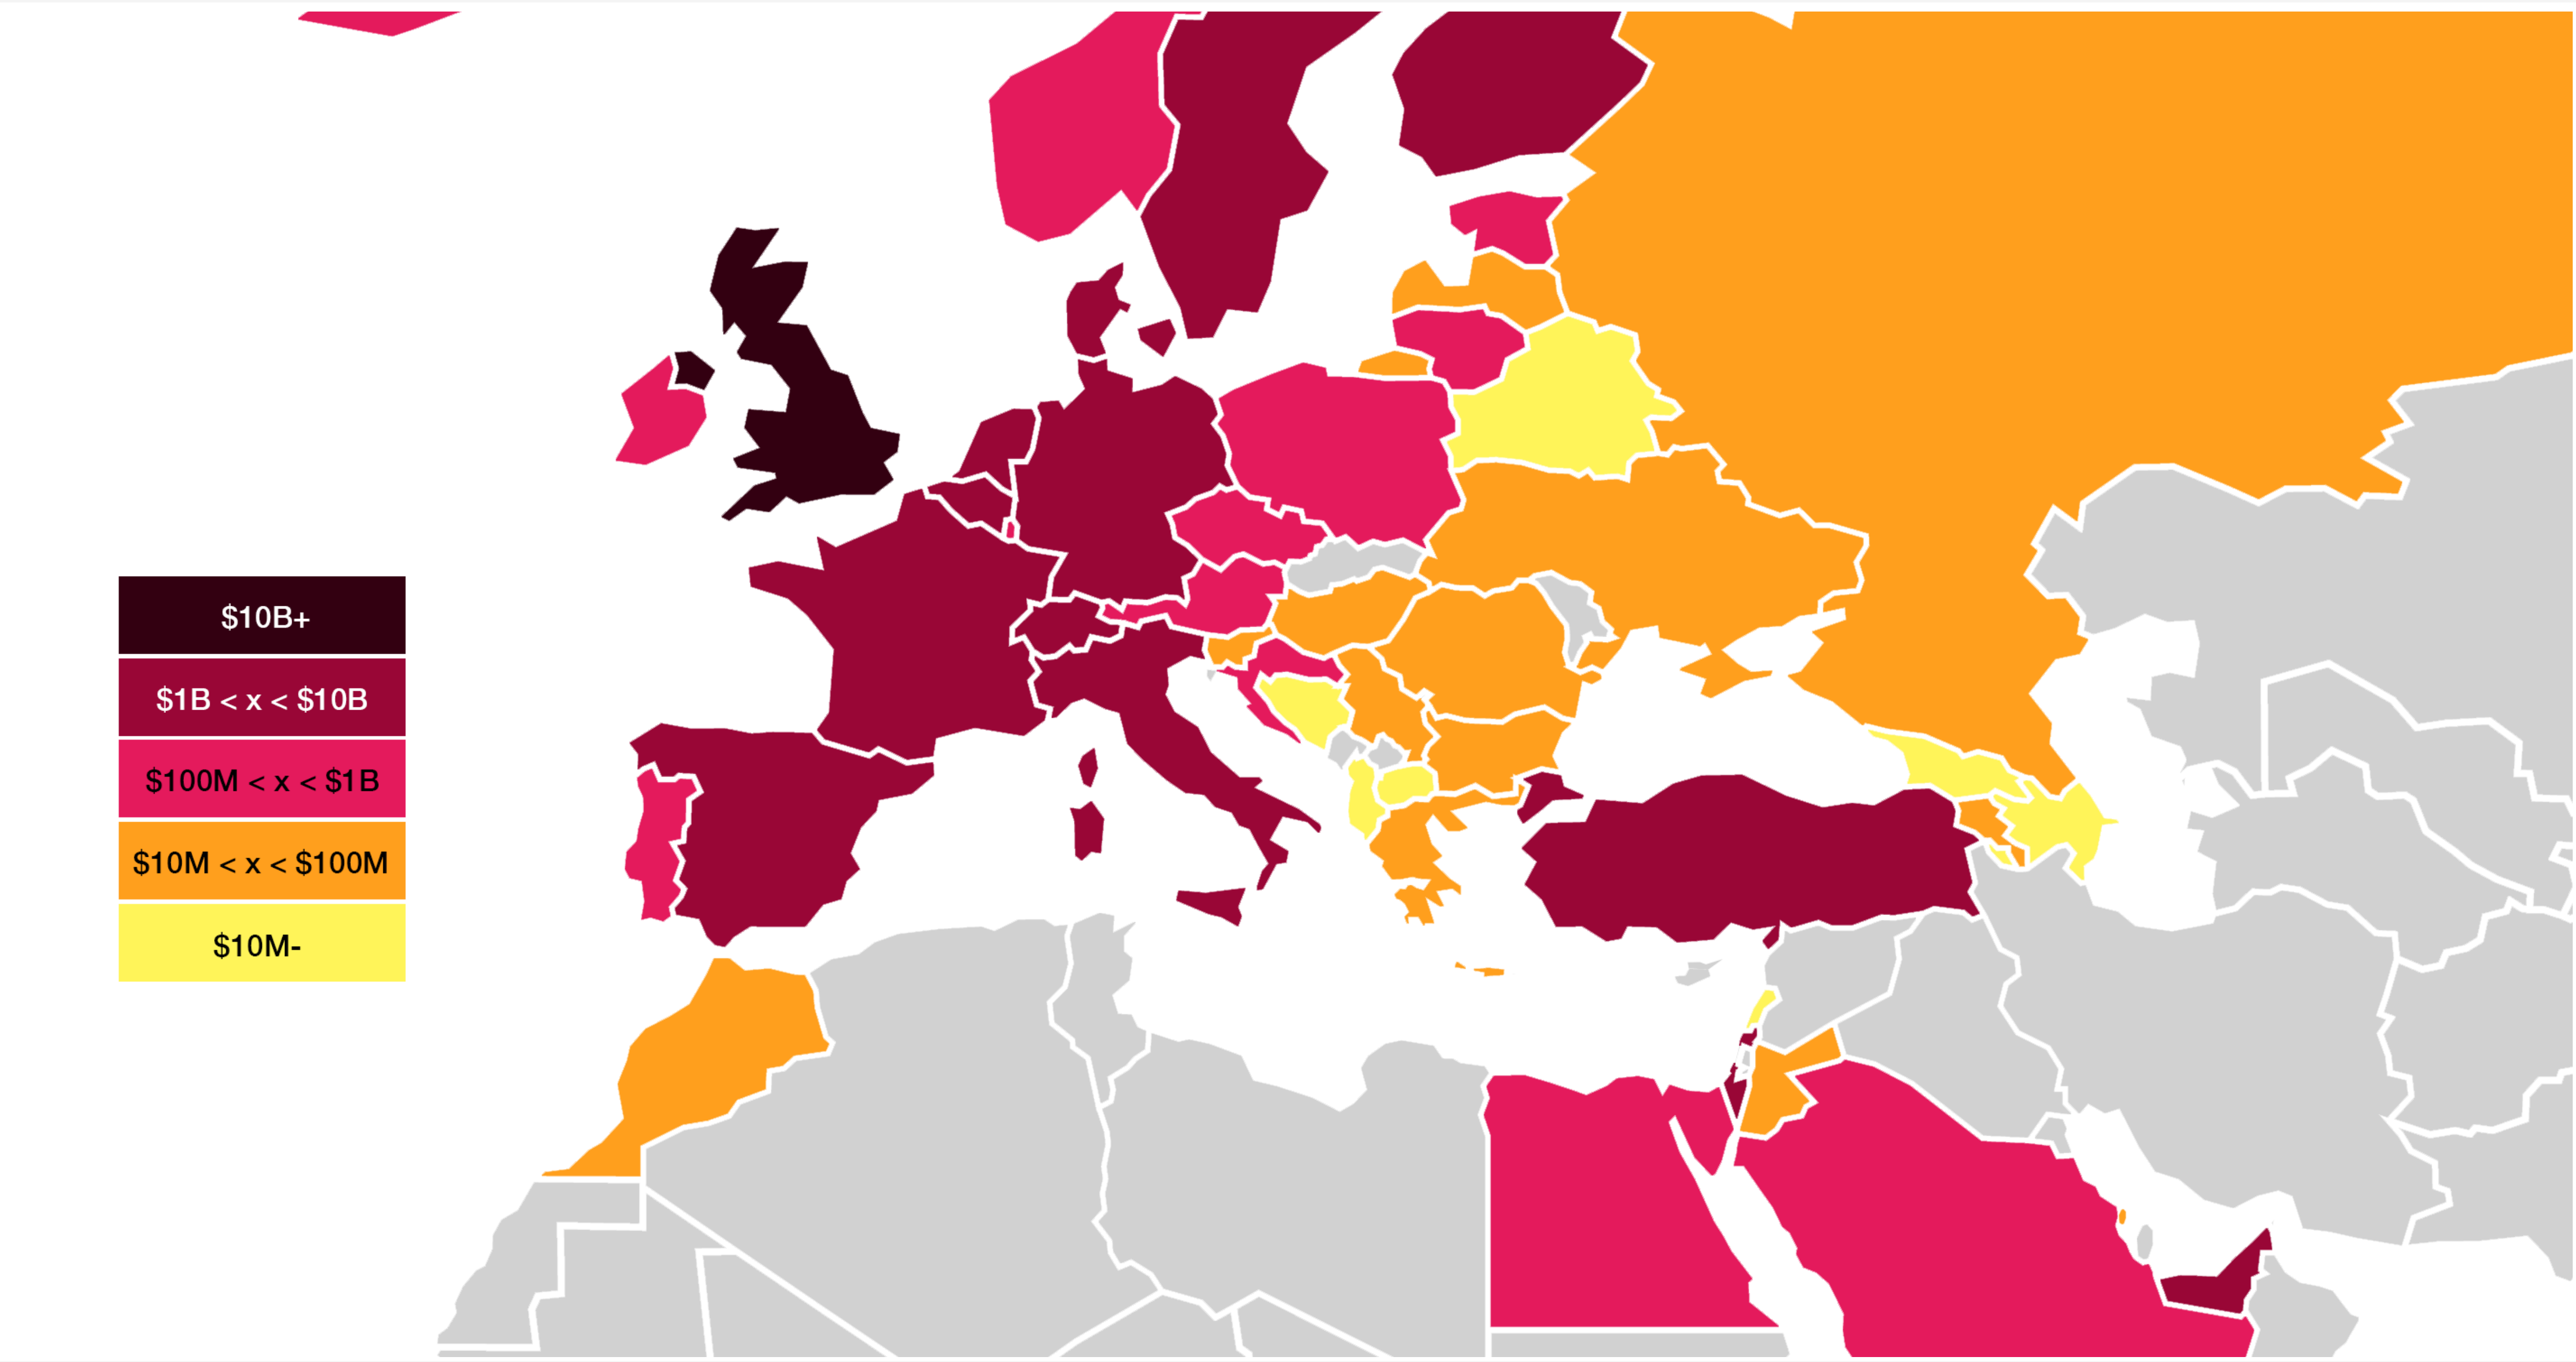 $10B+
$1B < x < $10B
$100M < x < $1B
$10M < x < $100M
$10M-